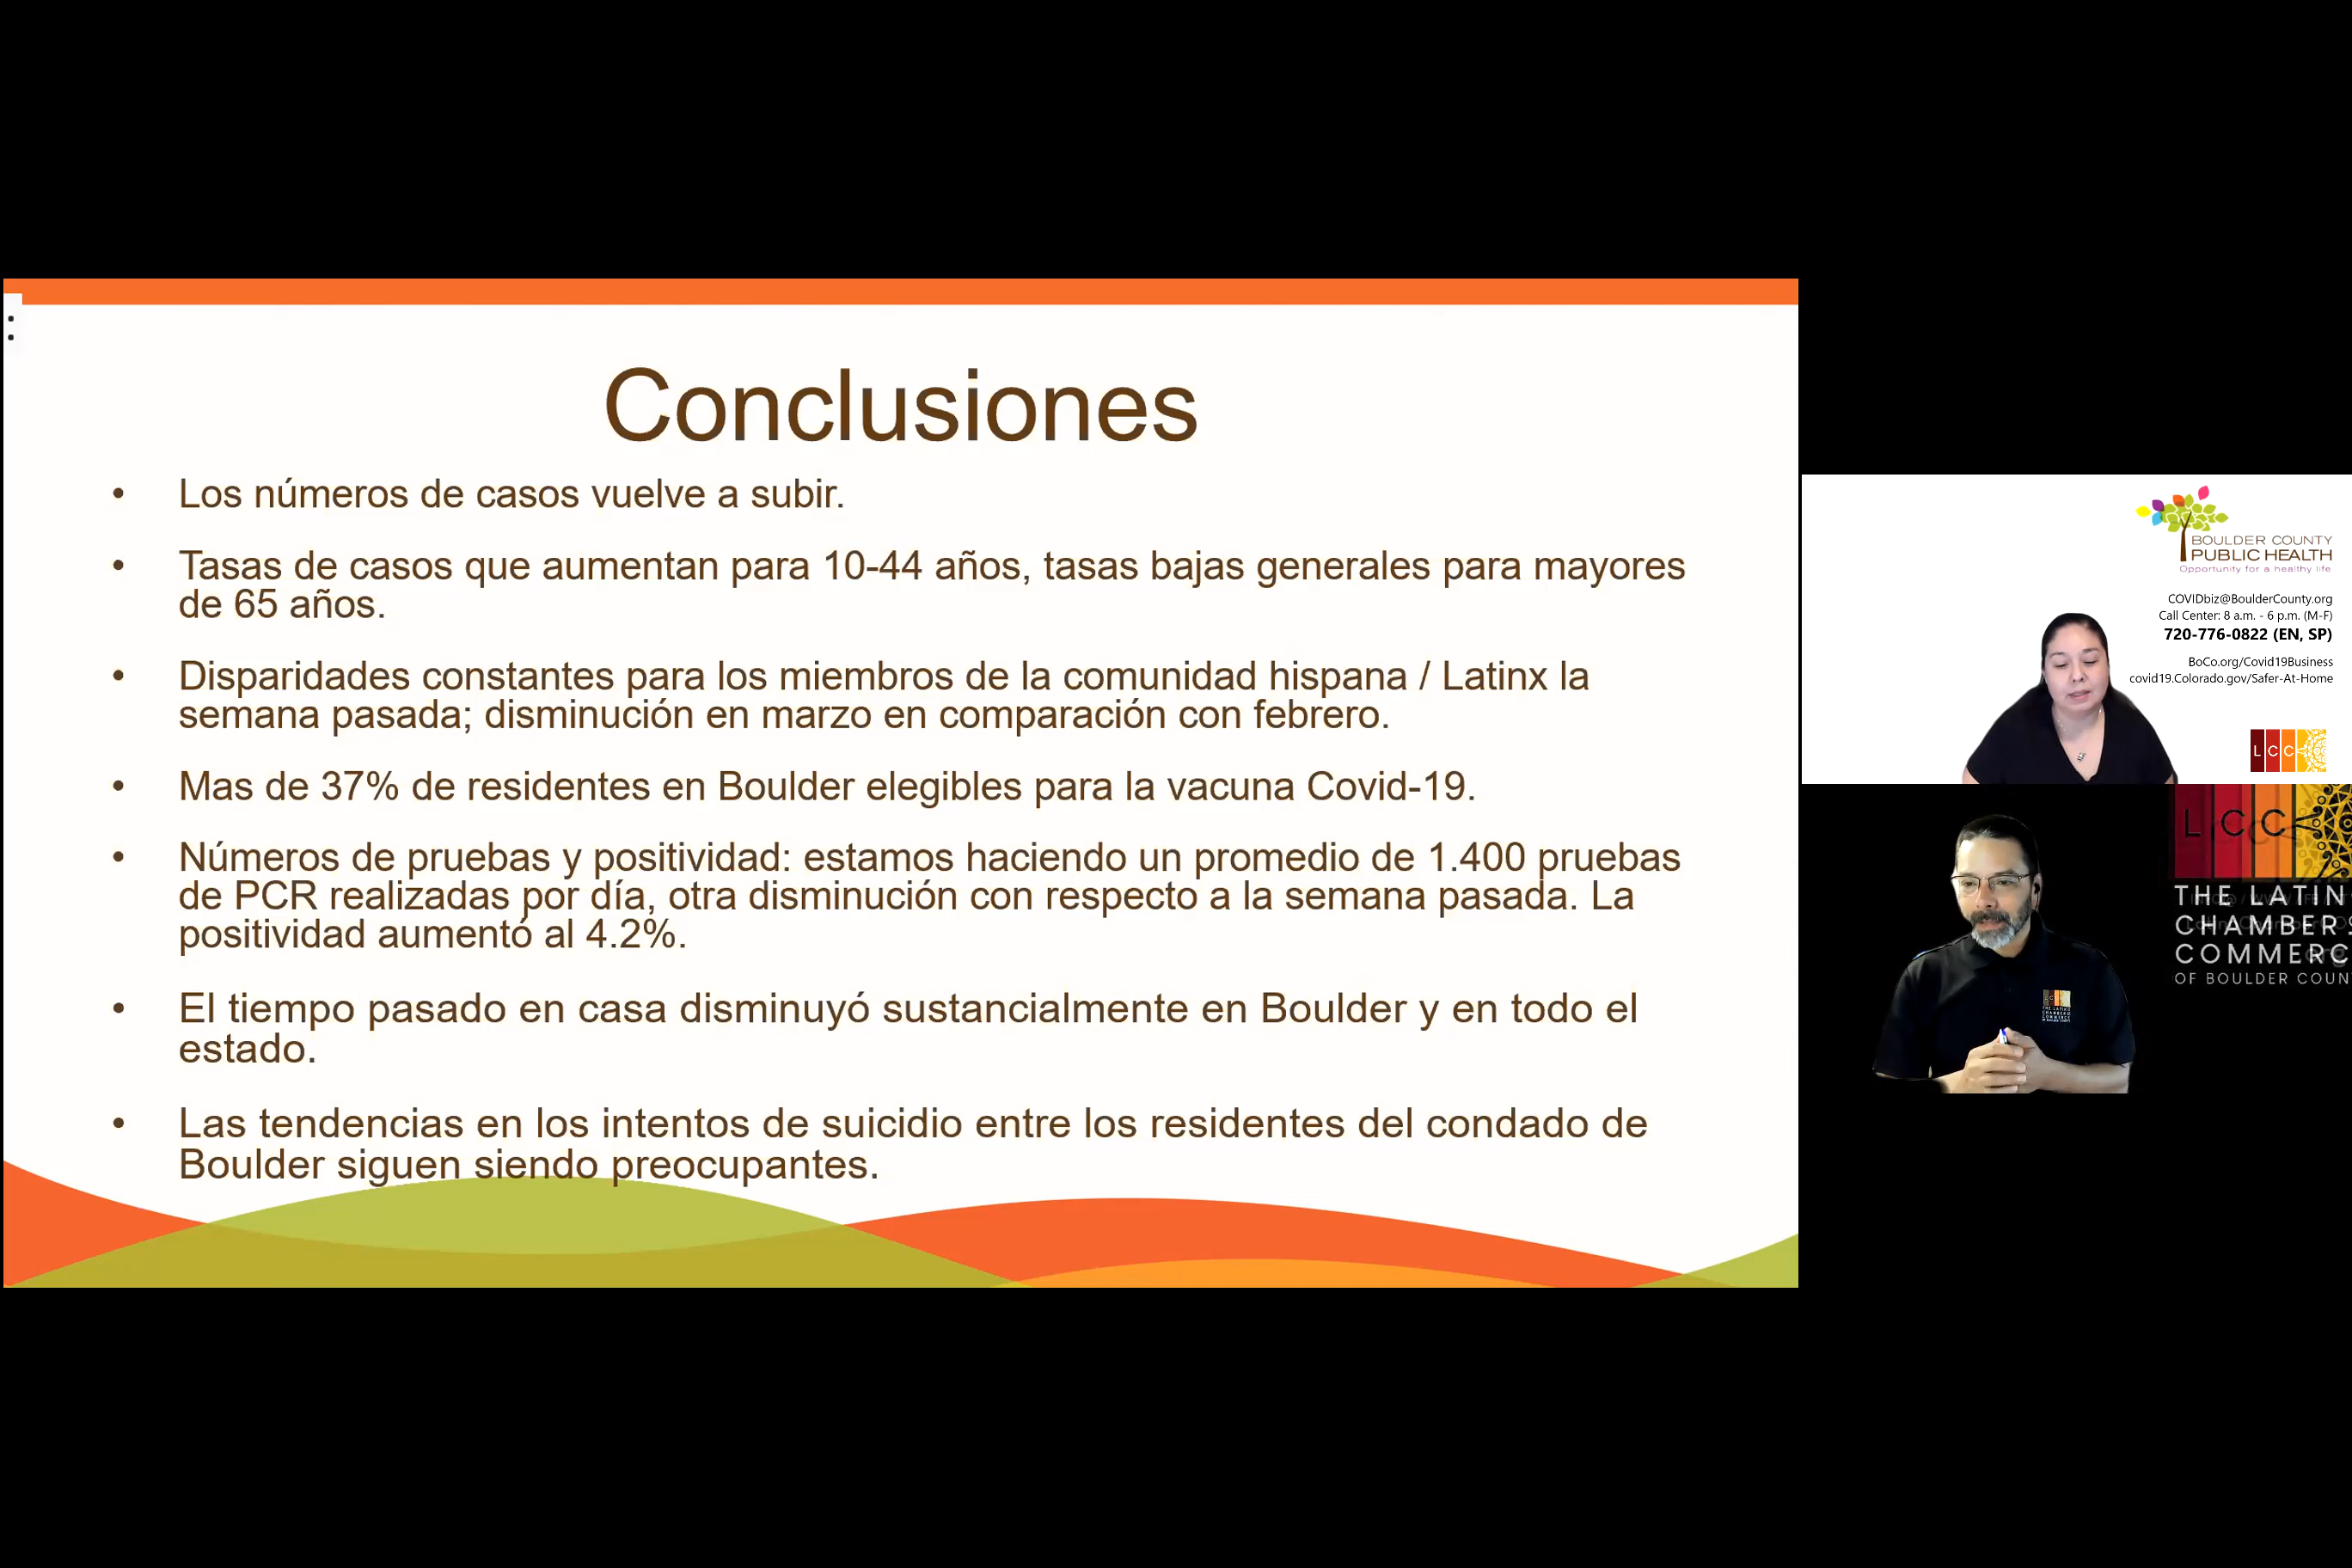 Conclusiones
• Los números de casos vuelve a subir.
• Tasas de casos que aumentan para 10-44 años, tasas bajas generales para mayores
de 65 años.
• Disparidades constantes para los miembros de la comunidad hispana / Latinx la
semana pasada; disminución en marzo en comparación con febrero.
• Mas de 37% de residentes en Boulder elegibles para la vacuna Covid-19.
• Números de pruebas y positividad: estamos haciendo un promedio de 1.400 pruebas
de PCR realizadas por día, otra disminución con respecto a la semana pasada. La
positividad aumentó al 4.2%.
• El tiempo pasado en casa disminuyó sustancialmente en Boulder y en todo el
estado.
• Las tendencias en los intentos de suicidio entre los residentes del condado de
Boulder siguen siendo preocupantes.
BOULDER COUNTY
PUBLIC HEALTH
Opportunity for a healthy life
COVIDbiz@BoulderCounty.org
Call Center: 8 a.m. - 6 p.m. (M-F)
720-776-0822 (EN, SP)
BoCo.org/Covid19Business
covid19.Colorado.gov/Safer-At-Home
LCC
LCC
THE LATIN
CHAMBER
COMMERC
OF BOULDER COUN